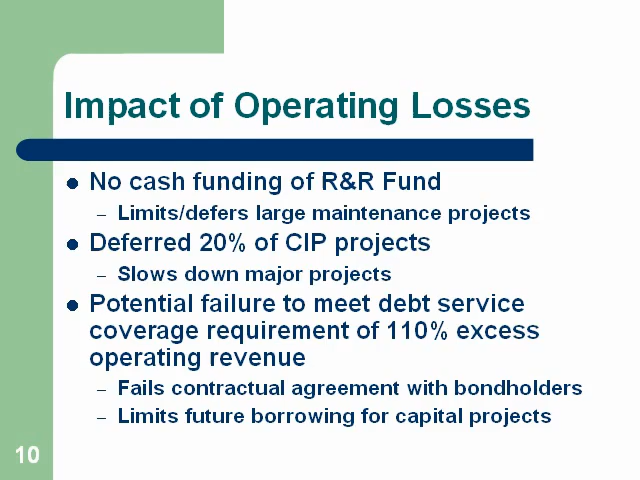 Impact of Operating Losses
● No cash funding of R&R Fund
– Limits/defers large maintenance projects
● Deferred 20% of CIP projects
– Slows down major projects
● Potential failure to meet debt service
coverage requirement of 110% excess
operating revenue
– Fails contractual agreement with bondholders
– Limits future borrowing for capital projects
10